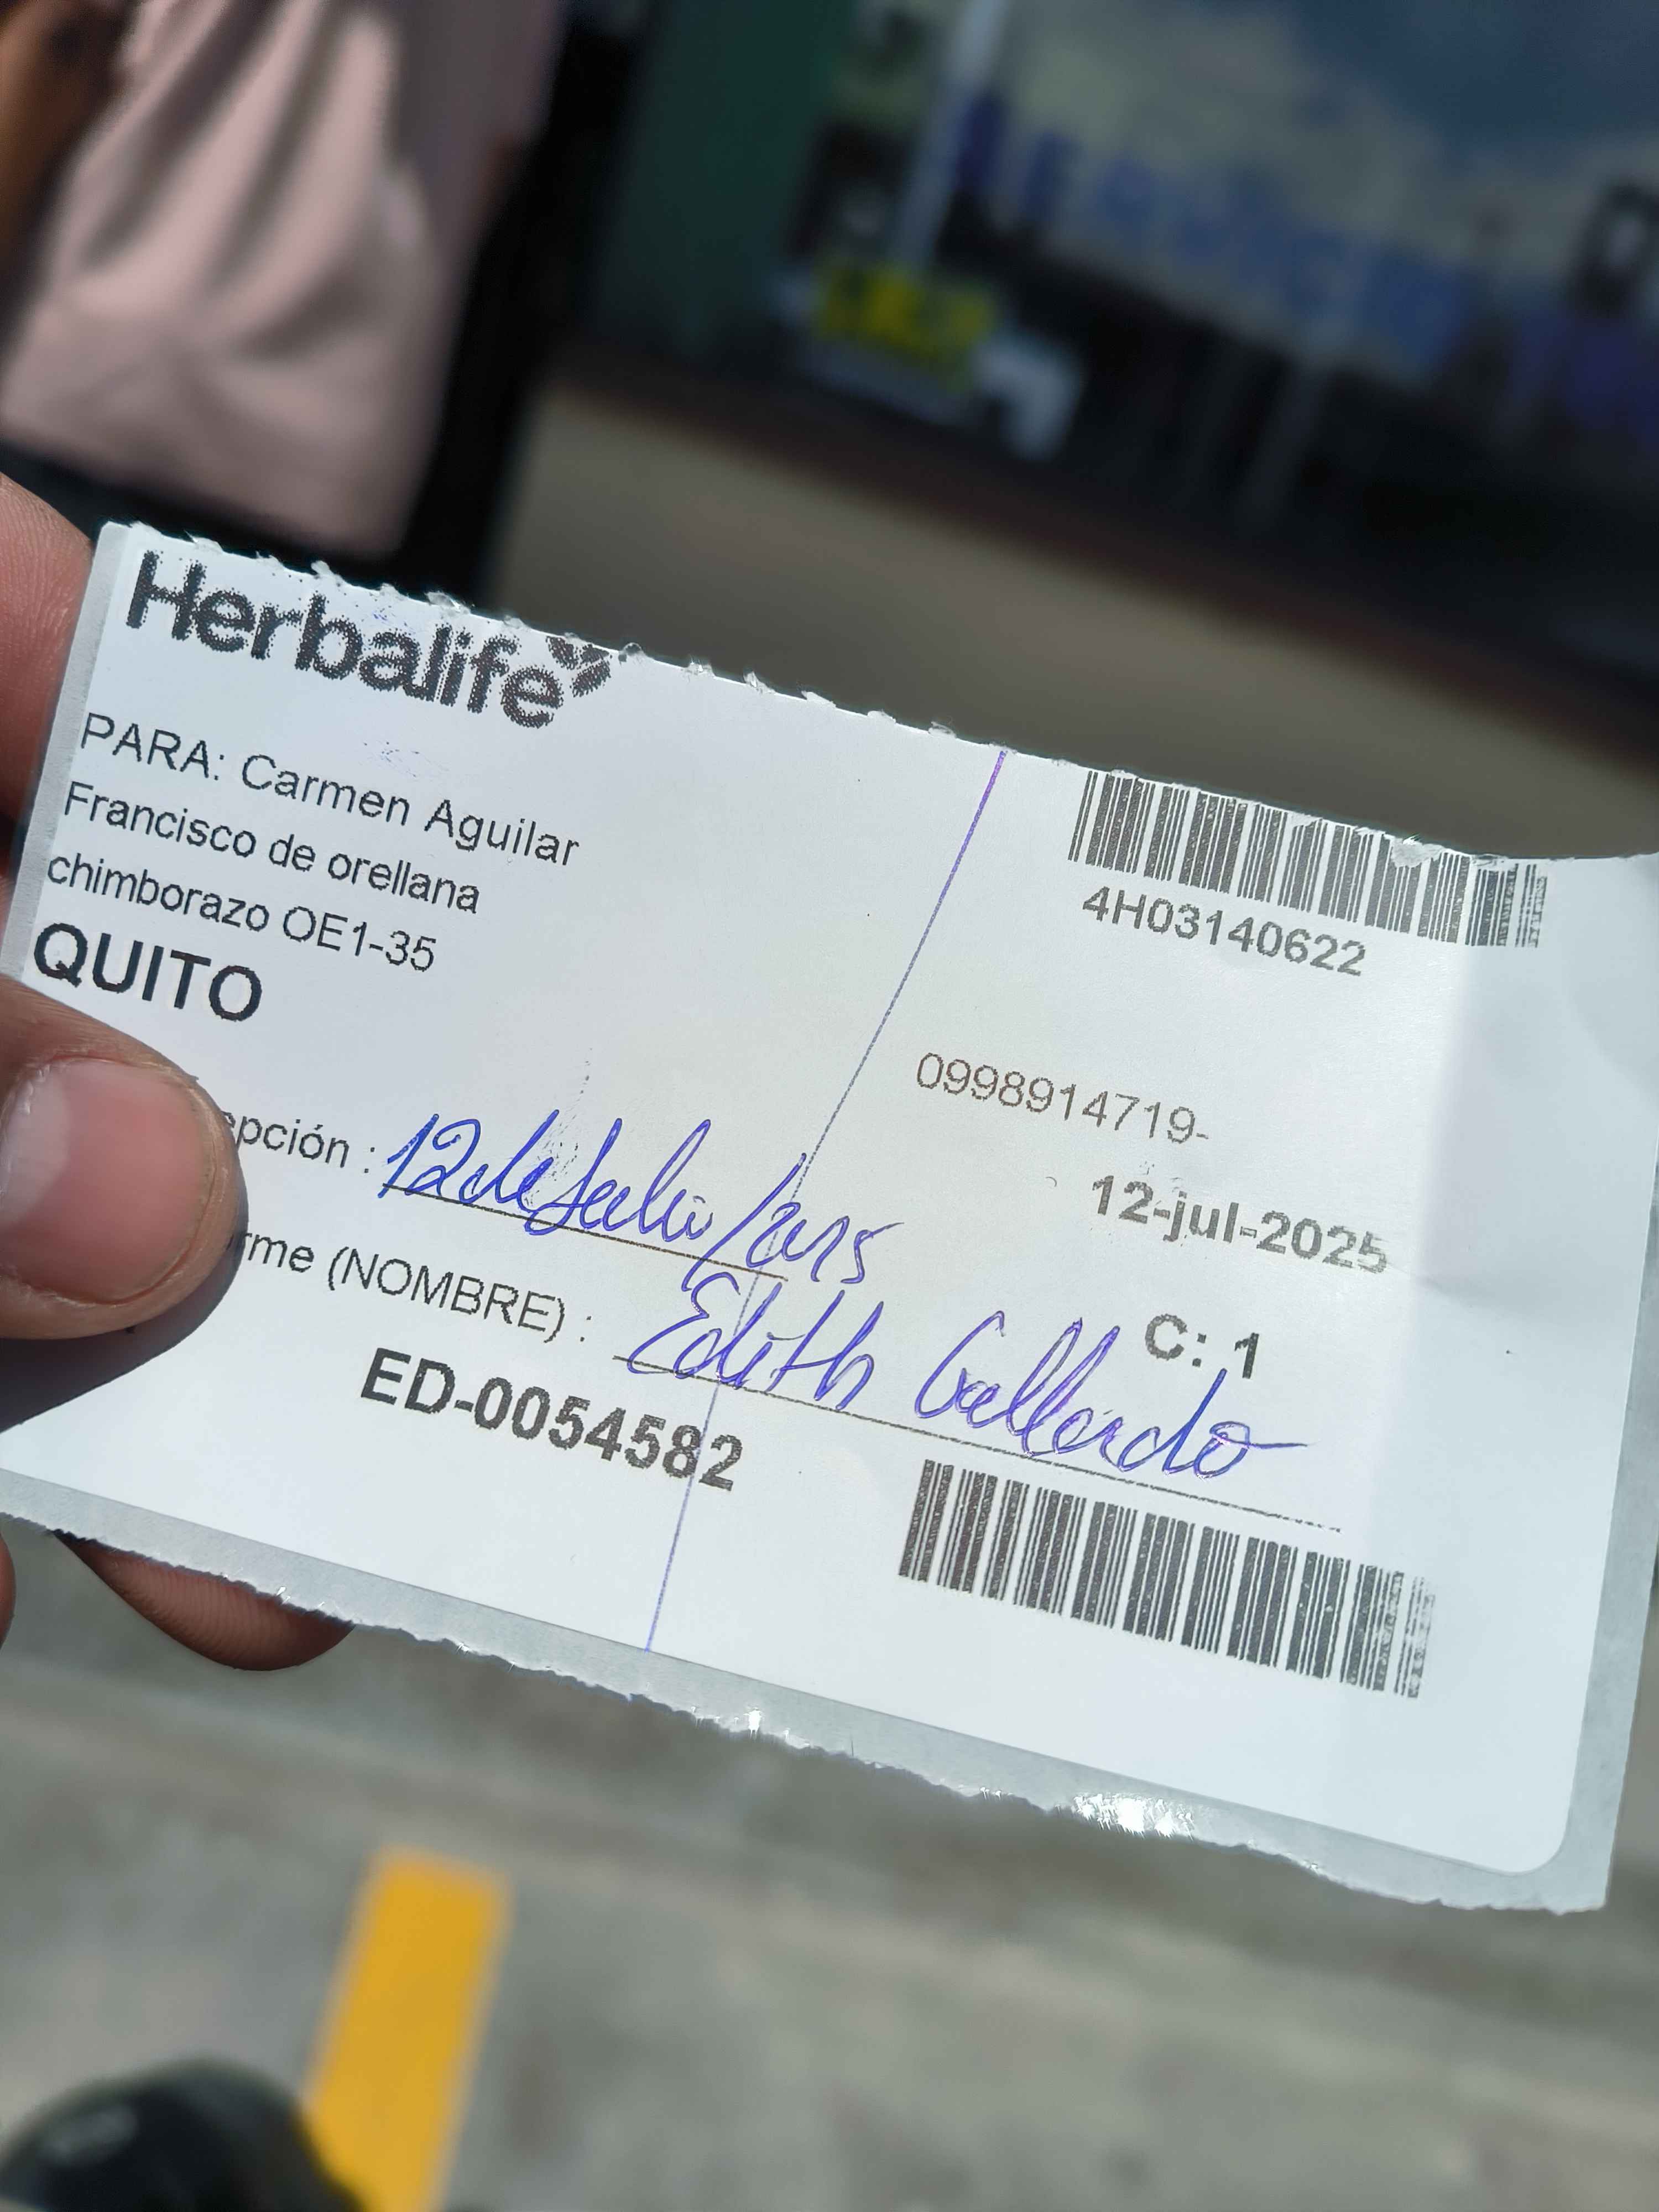 Herbalife
PARA: Carmen Aguilar
Francisco de orellana
chimborazo OE1-35
QUITO
4H03140622
0998914719-
12-jul-2025
C: 1
epción : 12 de Julio/2025
rme (NOMBRE) : Edith Gallardo
ED-0054582